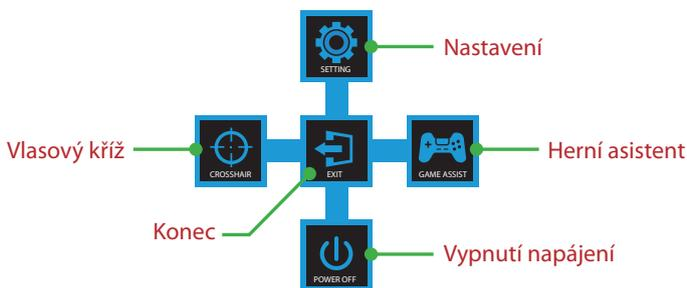 Nastavení
SETTING
Vlasový kříž
CROSSHAIR
EXIT
GAME ASSIST
Herní asistent
Konec
Vypnutí napájení
POWER OFF